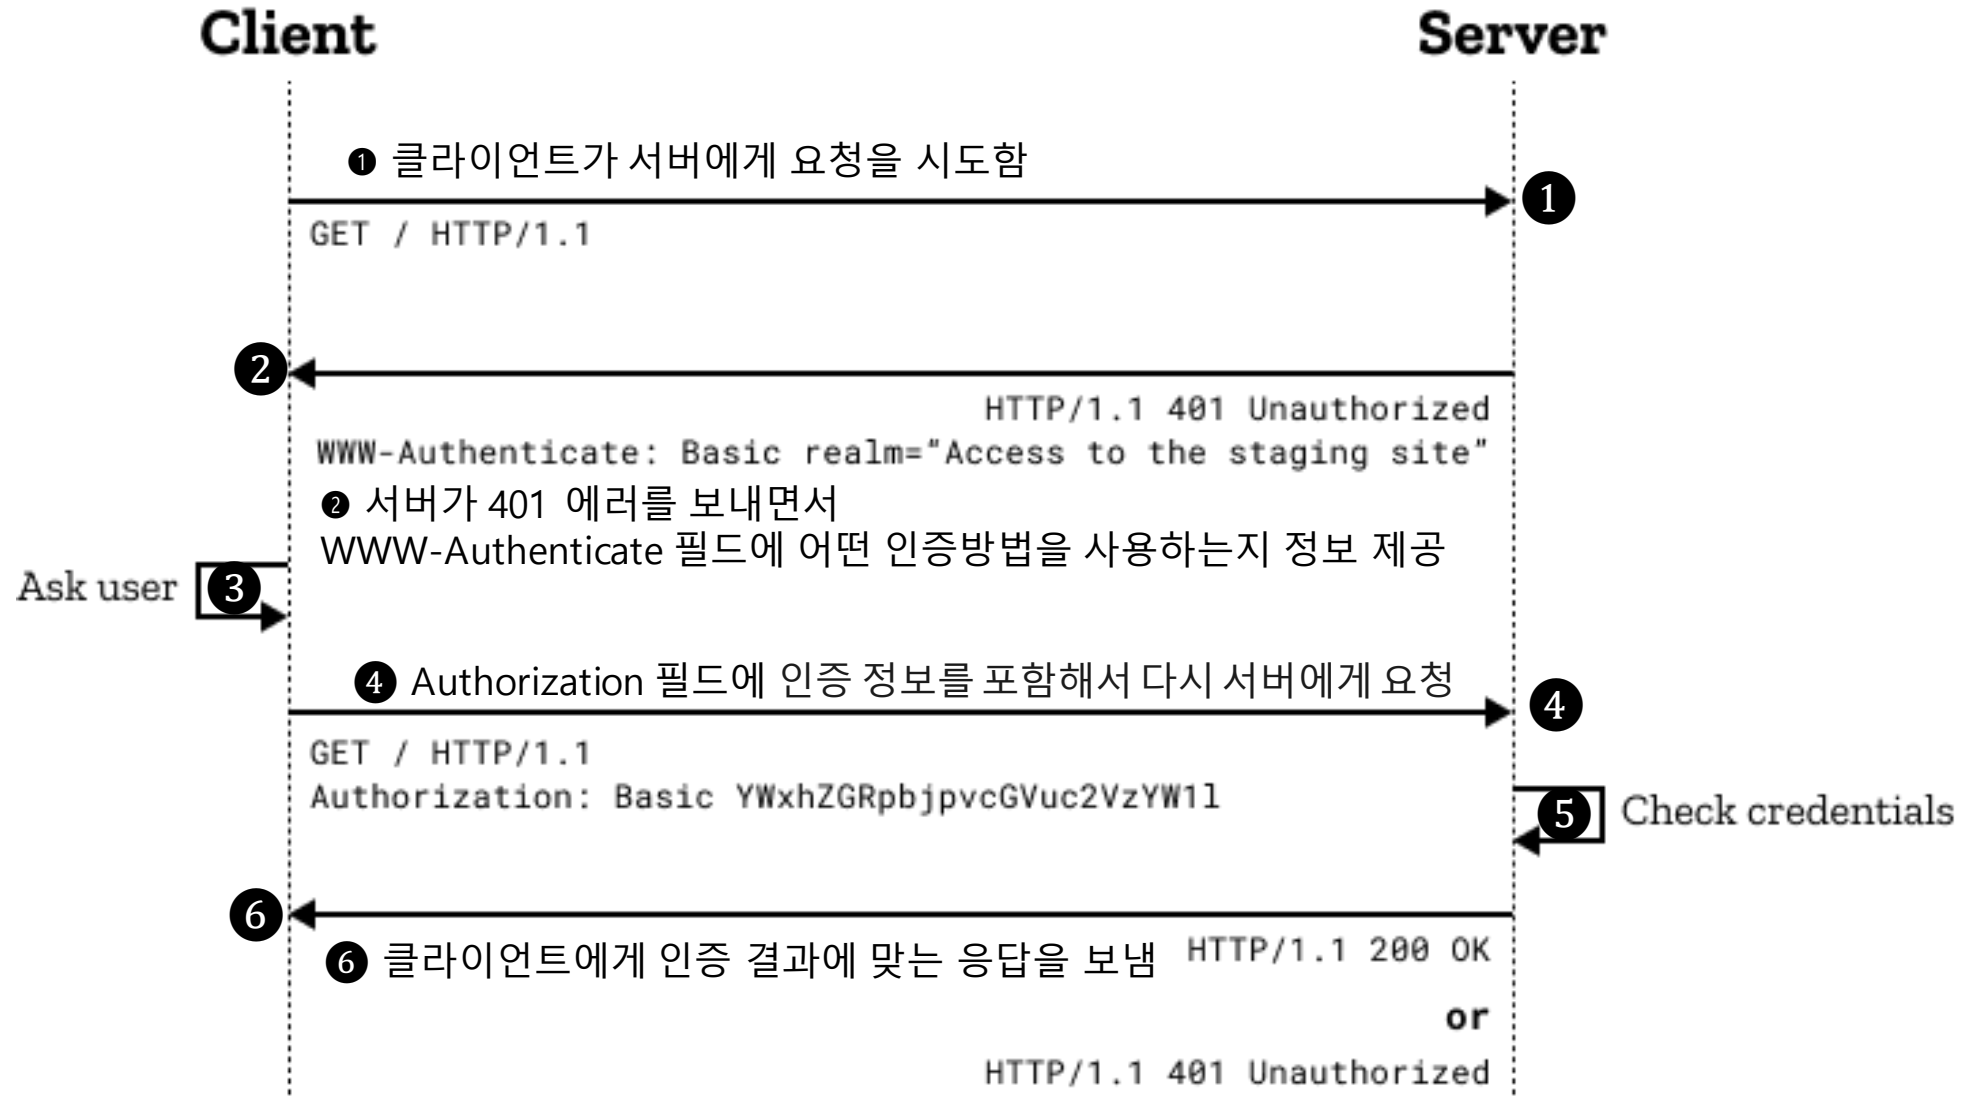 Client
Server
❶ 클라이언트가 서버에게 요청을 시도함
❶
GET / HTTP/1.1
❷
HTTP/1.1 401 Unauthorized
WWW-Authenticate: Basic realm="Access to the staging site"
❷ 서버가 401 에러를 보내면서
WWW-Authenticate 필드에 어떤 인증방법을 사용하는지 정보 제공
Ask user
❸
❹ Authorization 필드에 인증 정보를 포함해서 다시 서버에게 요청
❹
GET / HTTP/1.1
Authorization: Basic YWxhZGRpbjpvcGVuc2VzYW1l
❺
Check credentials
❻
❻ 클라이언트에게 인증 결과에 맞는 응답을 보냄
HTTP/1.1 200 OK
or
HTTP/1.1 401 Unauthorized